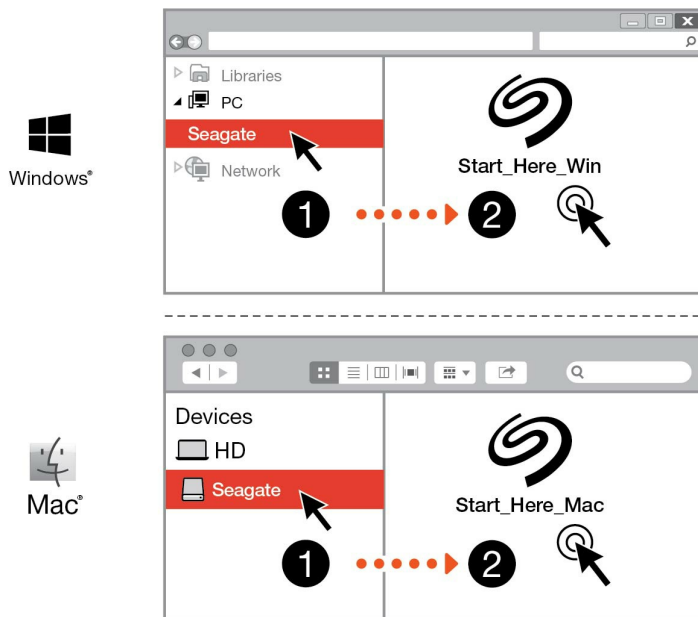 Libraries
PC
Seagate
Network
Start_Here_Win
1
2
Windows®
Devices
HD
Seagate
Start_Here_Mac
1
2
Mac®